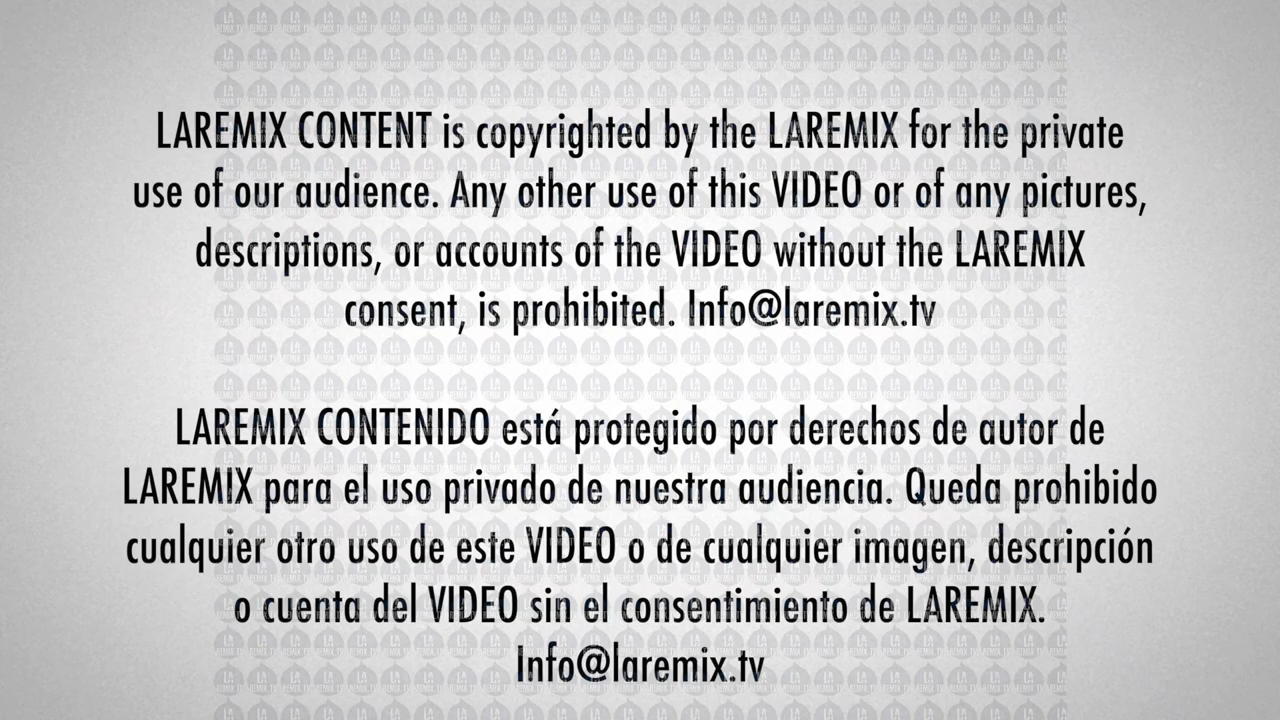 LAREMIX CONTENT is copyrighted by the LAREMIX for the private
use of our audience. Any other use of this VIDEO or of any pictures,
descriptions, or accounts of the VIDEO without the LAREMIX
consent, is prohibited. Info@laremix.tv
LAREMIX CONTENIDO está protegido por derechos de autor de
LAREMIX para el uso privado de nuestra audiencia. Queda prohibido
cualquier otro uso de este VIDEO o de cualquier imagen, descripción
o cuenta del VIDEO sin el consentimiento de LAREMIX.
Info@laremix.tv